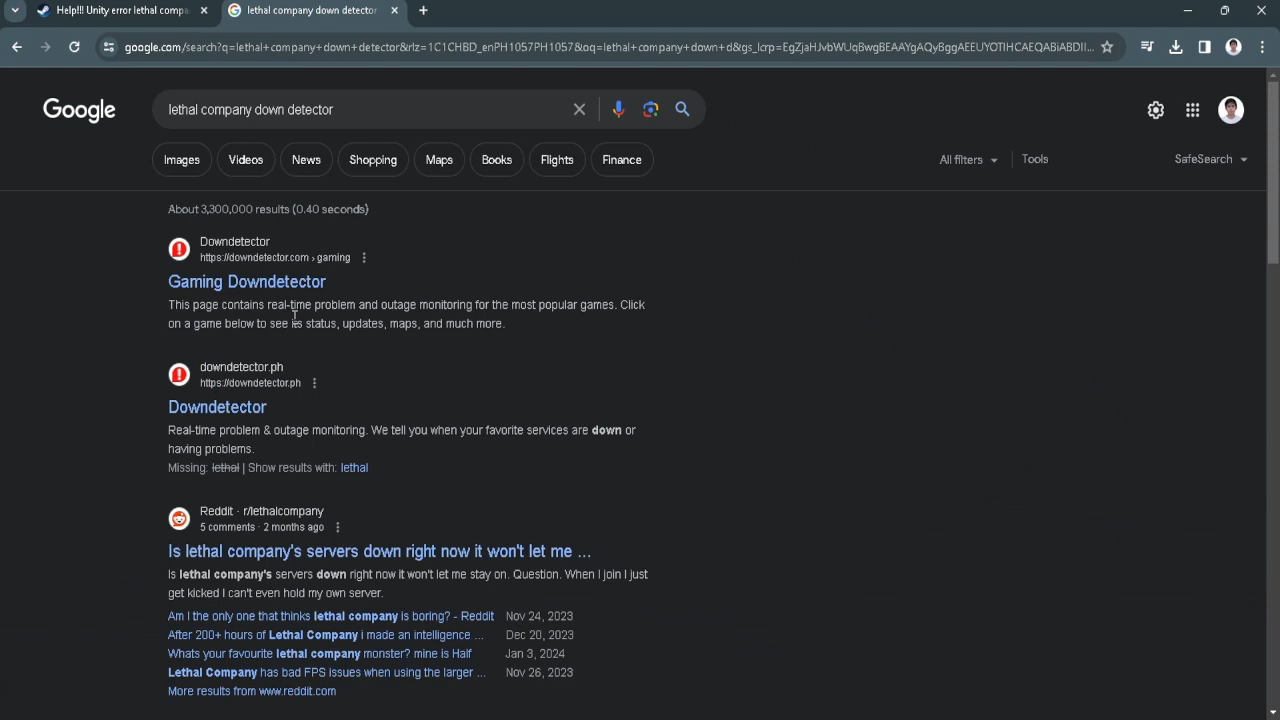 Help!!! Unity error lethal compa
lethal company down detector
google.com/search?q=lethal+company+down+detector&rlz=1C1CHBD_enPH1057PH1057&oq=lethal+company+down+d&gs_lcrp=EgZjaHJvbWUqBwgBEAAYgAQyBggAEEUYOTIHCAEQABiABDII...
Google
lethal company down detector
Images
Videos
News
Shopping
Maps
Books
Flights
Finance
All filters
Tools
SafeSearch
About 3,300,000 results (0.40 seconds)
Downdetector
https://downdetector.com › gaming
Gaming Downdetector
This page contains real-time problem and outage monitoring for the most popular games. Click
on a game below to see its status, updates, maps, and much more.
downdetector.ph
https://downdetector.ph
Downdetector
Real-time problem & outage monitoring. We tell you when your favorite services are down or
having problems.
Missing: lethal | Show results with: lethal
Reddit · r/lethalcompany
5 comments · 2 months ago
Is lethal company's servers down right now it won't let me ...
Is lethal company's servers down right now it won't let me stay on. Question. When I join I just
get kicked I can't even hold my own server.
Am I the only one that thinks lethal company is boring? - Reddit Nov 24, 2023
After 200+ hours of Lethal Company i made an intelligence ... Dec 20, 2023
Whats your favourite lethal company monster? mine is Half Jan 3, 2024
Lethal Company has bad FPS issues when using the larger ... Nov 26, 2023
More results from www.reddit.com